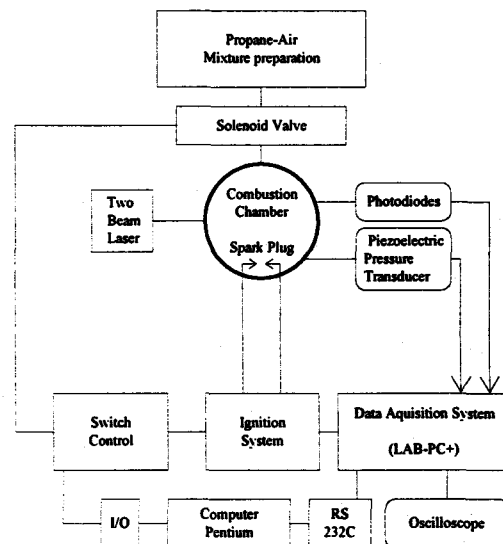 Propane-Air
Mixture preparation
Solenoid Valve
Combustion
Chamber
Spark Plug
Two
Beam
Laser
Photodiodes
Piezoelectric
Pressure
Transducer
Switch
Control
Ignition
System
Data Aquisition System
(LAB-PC+)
I/O
Computer
Pentium
RS
232C
Oscilloscope